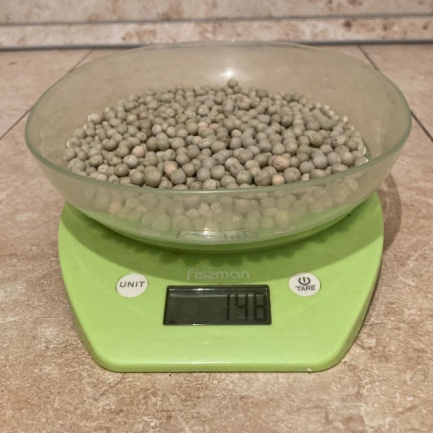 fissman
UNIT
TARE
148